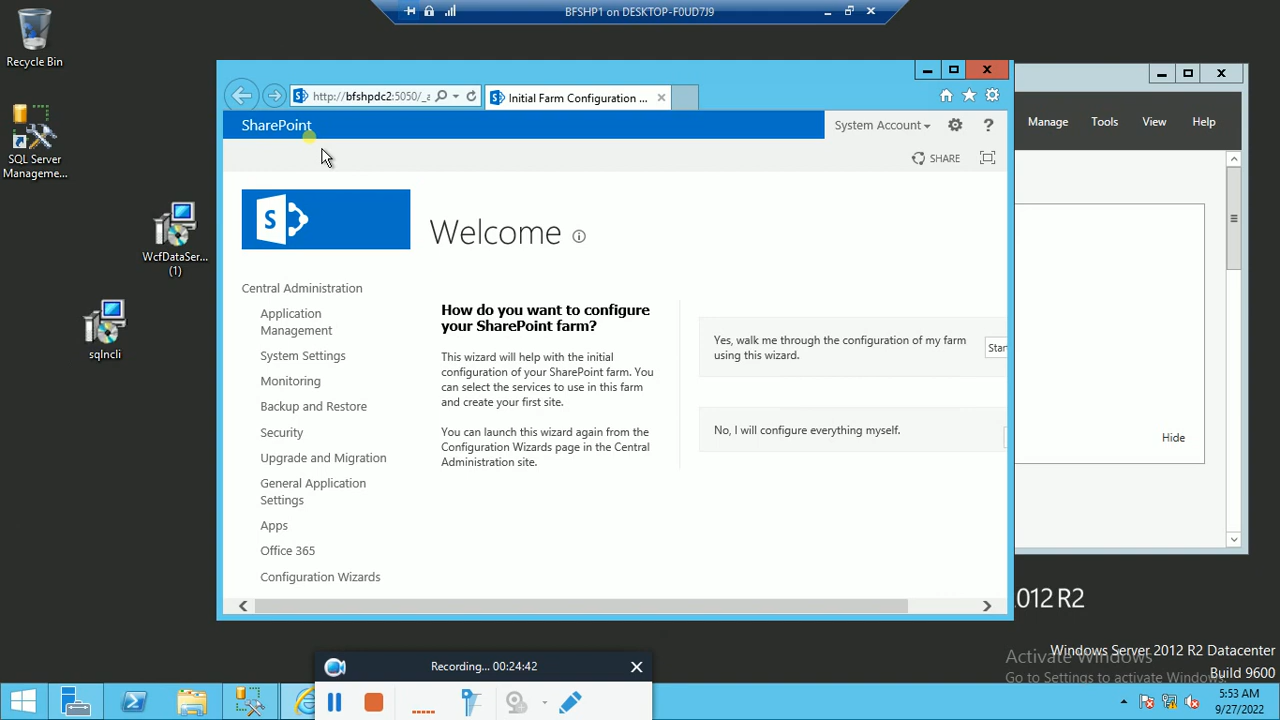 BFSHP1 on DESKTOP-F0UD7J9
Recycle Bin
SQL Server
Manageme...
WcfDataSer...
(1)
sqlncli
http://bfshpdc2:5050/_a
Initial Farm Configuration ...
SharePoint
System Account
?
SHARE
S
Welcome
Central Administration
Application
Management
System Settings
Monitoring
Backup and Restore
Security
Upgrade and Migration
General Application
Settings
Apps
Office 365
Configuration Wizards
How do you want to configure
your SharePoint farm?
This wizard will help with the initial
configuration of your SharePoint farm. You
can select the services to use in this farm
and create your first site.
You can launch this wizard again from the
Configuration Wizards page in the Central
Administration site.
Yes, walk me through the configuration of my farm
using this wizard.
Star
No, I will configure everything myself.
Manage
Tools
View
Help
Hide
012 R2
Activate Windows
Go to Settings to activate Windows.
Windows Server 2012 R2 Datacenter
Build 9600
Recording... 00:24:42
5:53 AM
9/27/2022